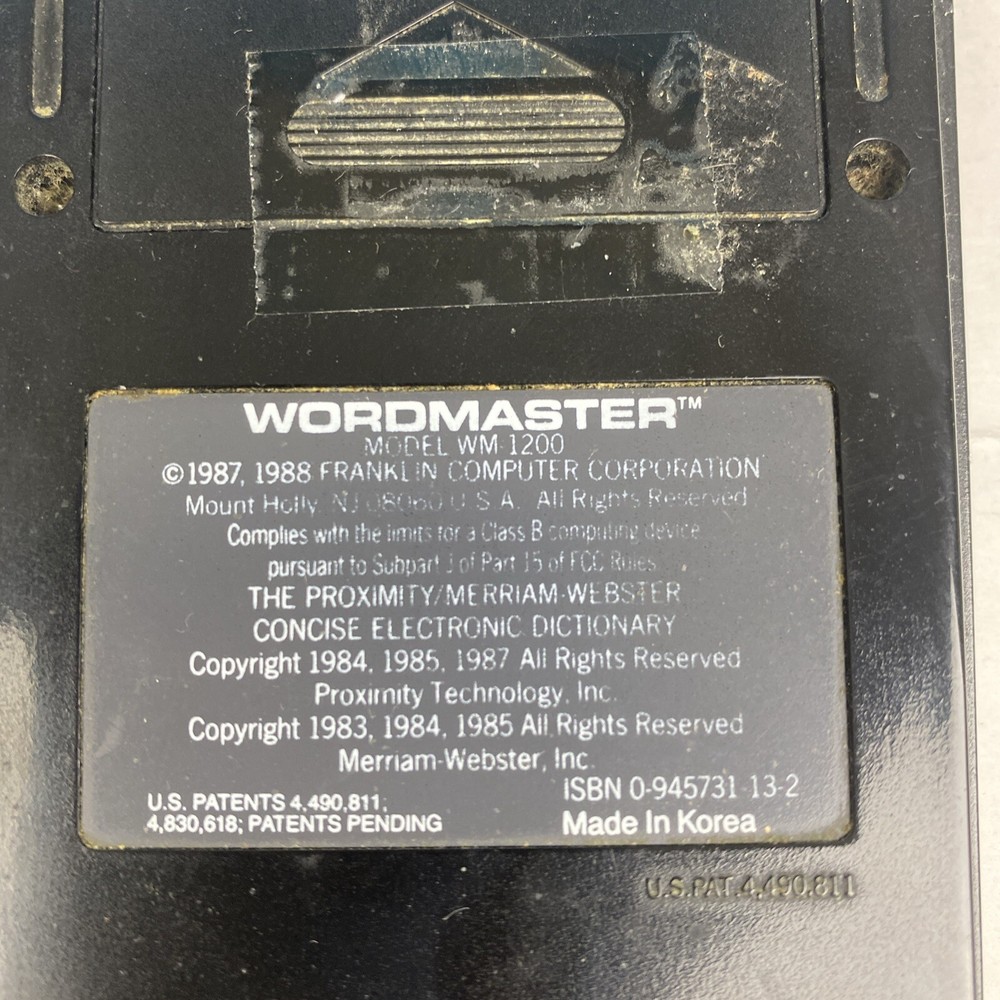 WORDMASTER™
MODEL WM-1200
©1987, 1988 FRANKLIN COMPUTER CORPORATION
Mount Holly, NJ 08060 U.S.A. All Rights Reserved
Complies with the limits for a Class B computing device
pursuant to Subpart J of Part 15 of FCC Rules
THE PROXIMITY/MERRIAM-WEBSTER
CONCISE ELECTRONIC DICTIONARY
Copyright 1984, 1985, 1987 All Rights Reserved
Proximity Technology, Inc.
Copyright 1983, 1984, 1985 All Rights Reserved
Merriam-Webster, Inc.
ISBN 0-945731-13-2
U.S. PATENTS 4,490,811;
4,830,618; PATENTS PENDING
Made In Korea
U.S.PAT.4,490,811